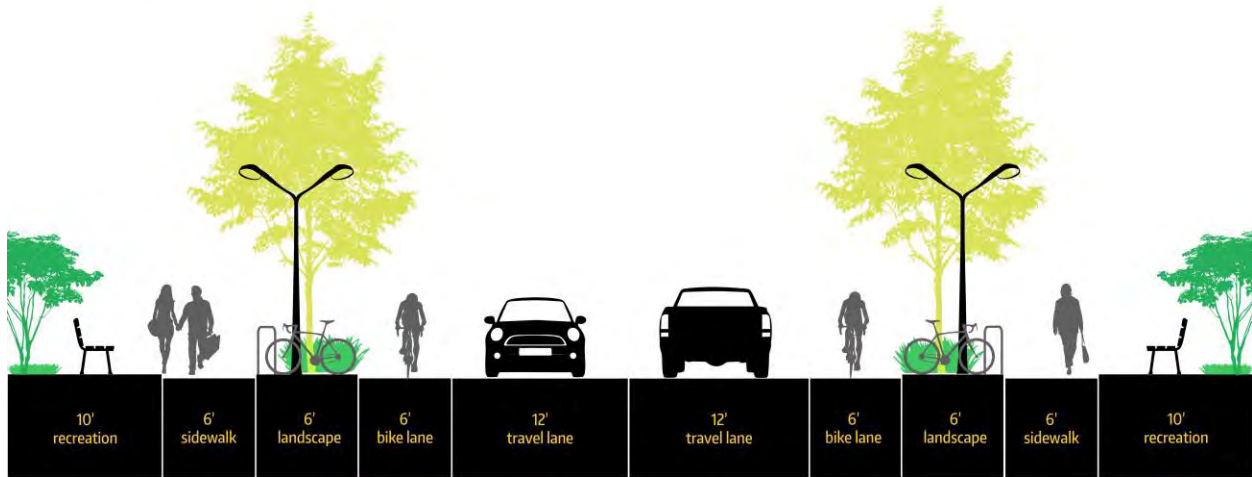 10'
recreation
6'
sidewalk
6'
landscape
6'
bike lane
12'
travel lane
12'
travel lane
6'
bike lane
6'
landscape
6'
sidewalk
10'
recreation